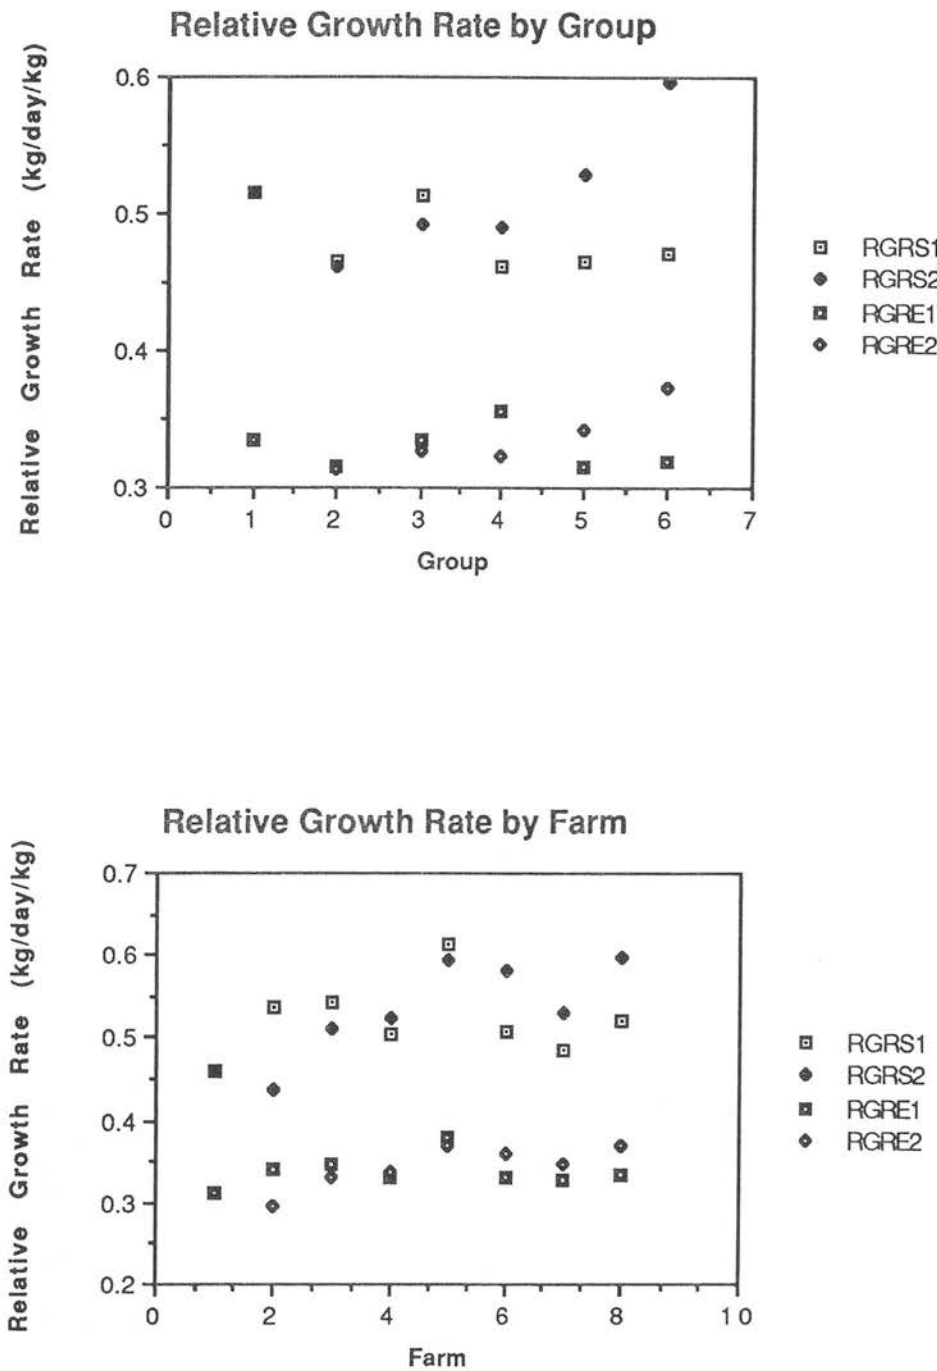 Relative Growth Rate by Group
Relative Growth Rate (kg/day/kg)
0.6
0.5
0.4
0.3
0 1 2 3 4 5 6 7
Group
RGRS1
RGRS2
RGRE1
RGRE2
Relative Growth Rate by Farm
Relative Growth Rate (kg/day/kg)
0.7
0.6
0.5
0.4
0.3
0.2
0 2 4 6 8 10
Farm
RGRS1
RGRS2
RGRE1
RGRE2